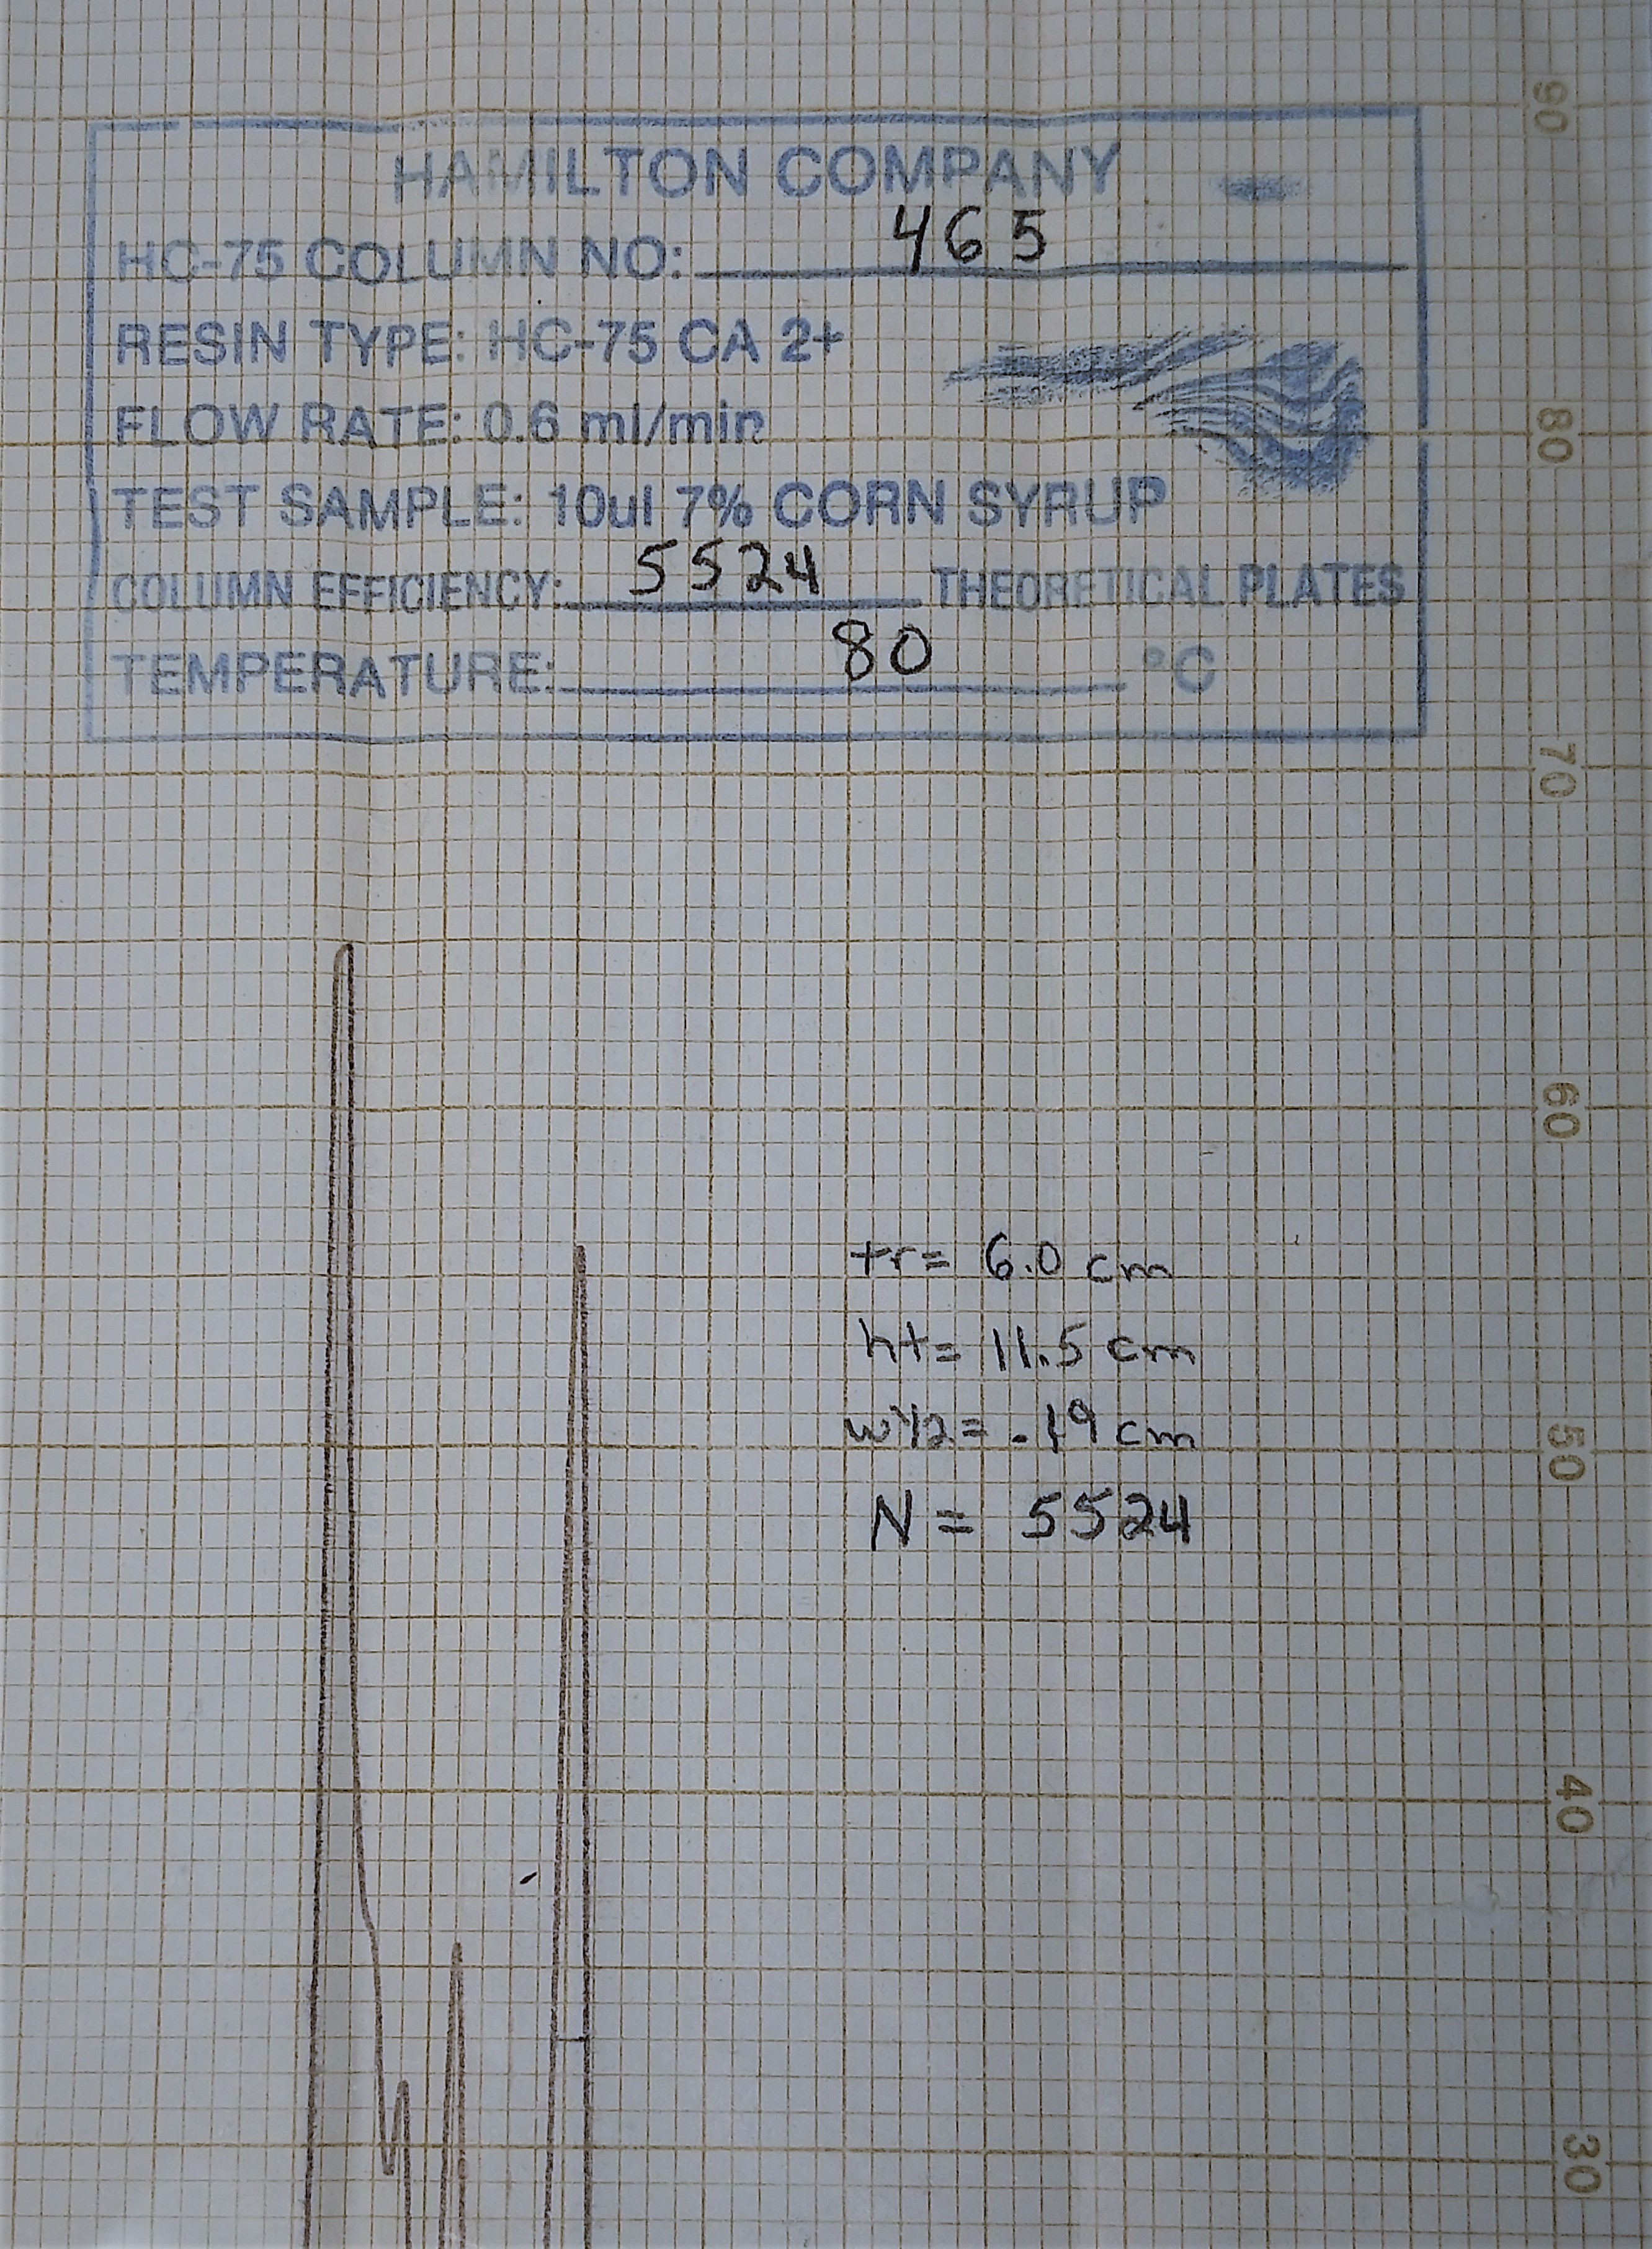 HAMILTON COMPANY
HC-75 COLUMN NO: 465
RESIN TYPE: HC-75 CA 2+
FLOW RATE: 0.6 ml/min
TEST SAMPLE: 10ul 7% CORN SYRUP
COLUMN EFFICIENCY: 5524 THEORETICAL PLATES
TEMPERATURE: 80 °C
90
80
70
60
50
40
30
tr= 6.0 cm
ht= 11.5 cm
w1/2= .19 cm
N = 5524